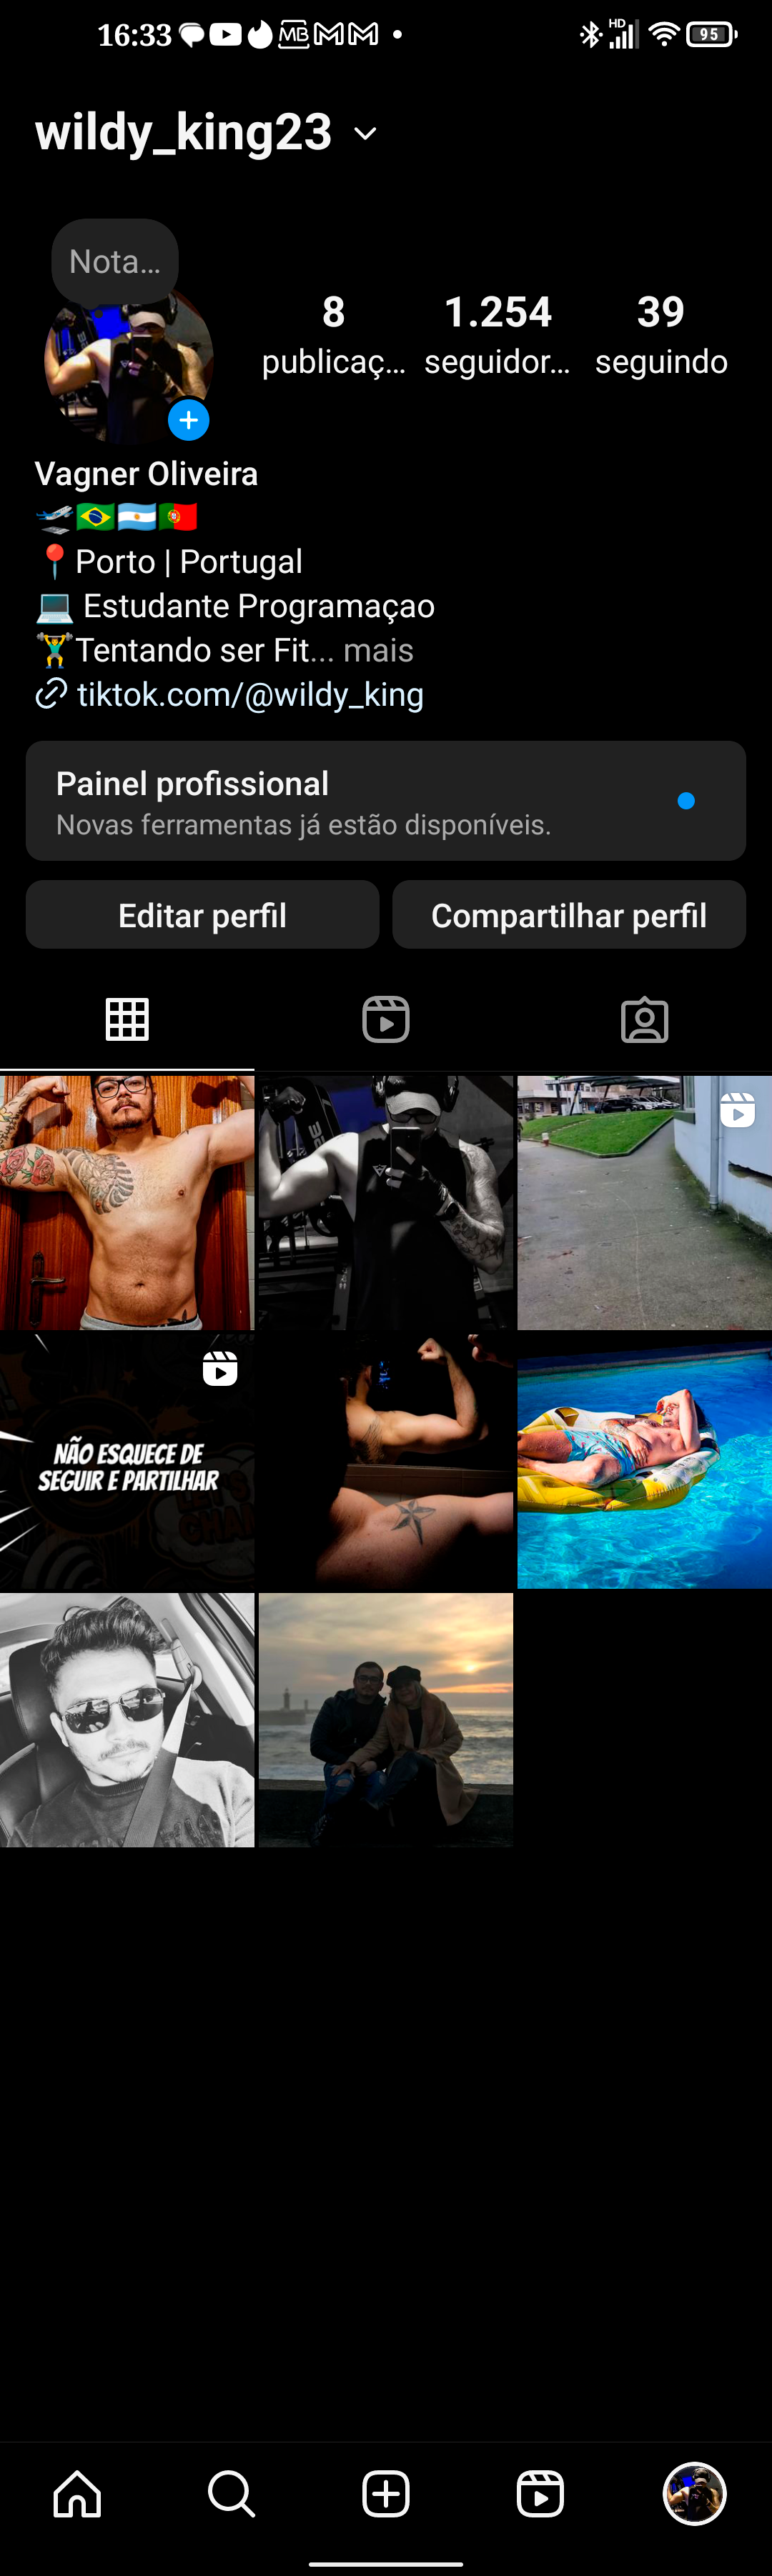 16:33 MB HD 95
wildy_king23
Nota...
8 1.254 39
publicaç... seguidor... seguindo
Vagner Oliveira
Porto | Portugal
Estudante Programaçao
Tentando ser Fit... mais
tiktok.com/@wildy_king
Painel profissional
Novas ferramentas já estão disponíveis.
Editar perfil Compartilhar perfil
NÃO ESQUECE DE
SEGUIR E PARTILHAR